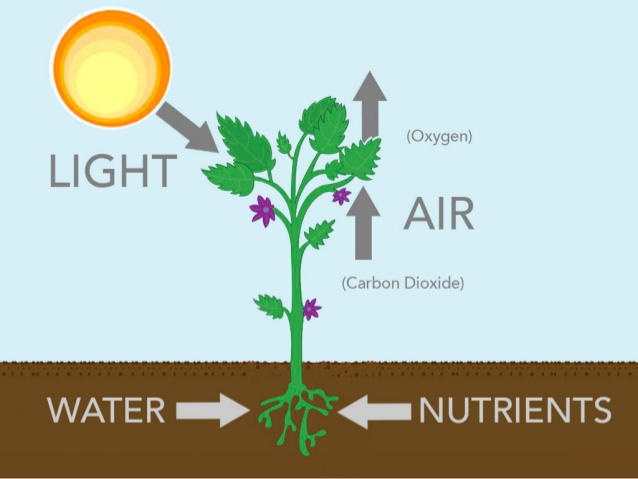 (Oxygen)
LIGHT
AIR
(Carbon Dioxide)
WATER
NUTRIENTS